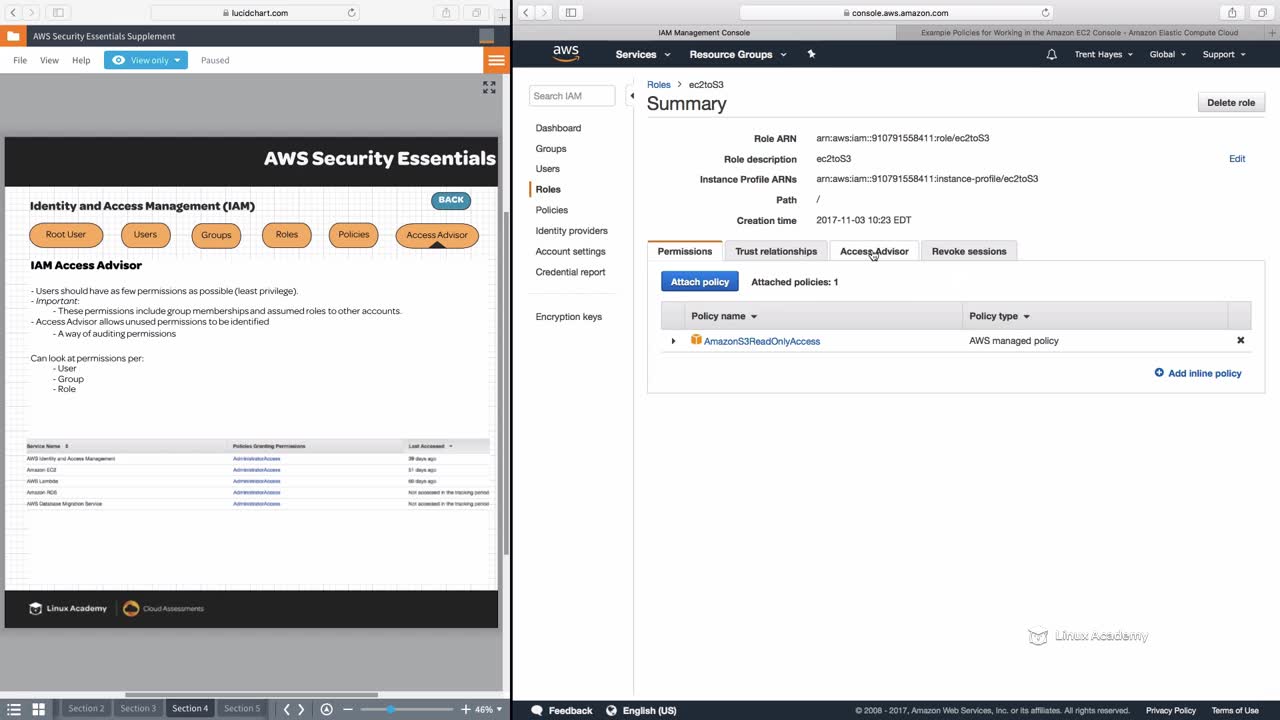 lucidchart.com
AWS Security Essentials Supplement
File View Help View only Paused
AWS Security Essentials
Identity and Access Management (IAM)
BACK
Root User Users Groups Roles Policies Access Advisor
IAM Access Advisor
- Users should have as few permissions as possible (least privilege).
- Important:
- These permissions include group memberships and assumed roles to other accounts.
- Access Advisor allows unused permissions to be identified
- A way of auditing permissions
Can look at permissions per:
- User
- Group
- Role
Service Name Policies Granting Permissions Last Accessed
AWS Identity and Access Management AdministratorAccess 39 days ago
Amazon EC2 AdministratorAccess 51 days ago
AWS Lambda AdministratorAccess 60 days ago
Amazon RDS AdministratorAccess Not accessed in the tracking period
AWS Database Migration Service AdministratorAccess Not accessed in the tracking period
Linux Academy Cloud Assessments
Section 2 Section 3 Section 4 Section 5 46%
console.aws.amazon.com
IAM Management Console Example Policies for Working in the Amazon EC2 Console - Amazon Elastic Compute Cloud
aws Services Resource Groups Trent Hayes Global Support
Search IAM
Dashboard
Groups
Users
Roles
Policies
Identity providers
Account settings
Credential report
Encryption keys
Roles > ec2toS3
Summary
Delete role
Role ARN arn:aws:iam::910791558411:role/ec2toS3
Role description ec2toS3 Edit
Instance Profile ARNs arn:aws:iam::910791558411:instance-profile/ec2toS3
Path /
Creation time 2017-11-03 10:23 EDT
Permissions Trust relationships Access Advisor Revoke sessions
Attach policy Attached policies: 1
Policy name Policy type
AmazonS3ReadOnlyAccess AWS managed policy
Add inline policy
Linux Academy
Feedback English (US) © 2008 - 2017, Amazon Web Services, Inc. or its affiliates. All rights reserved. Privacy Policy Terms of Use